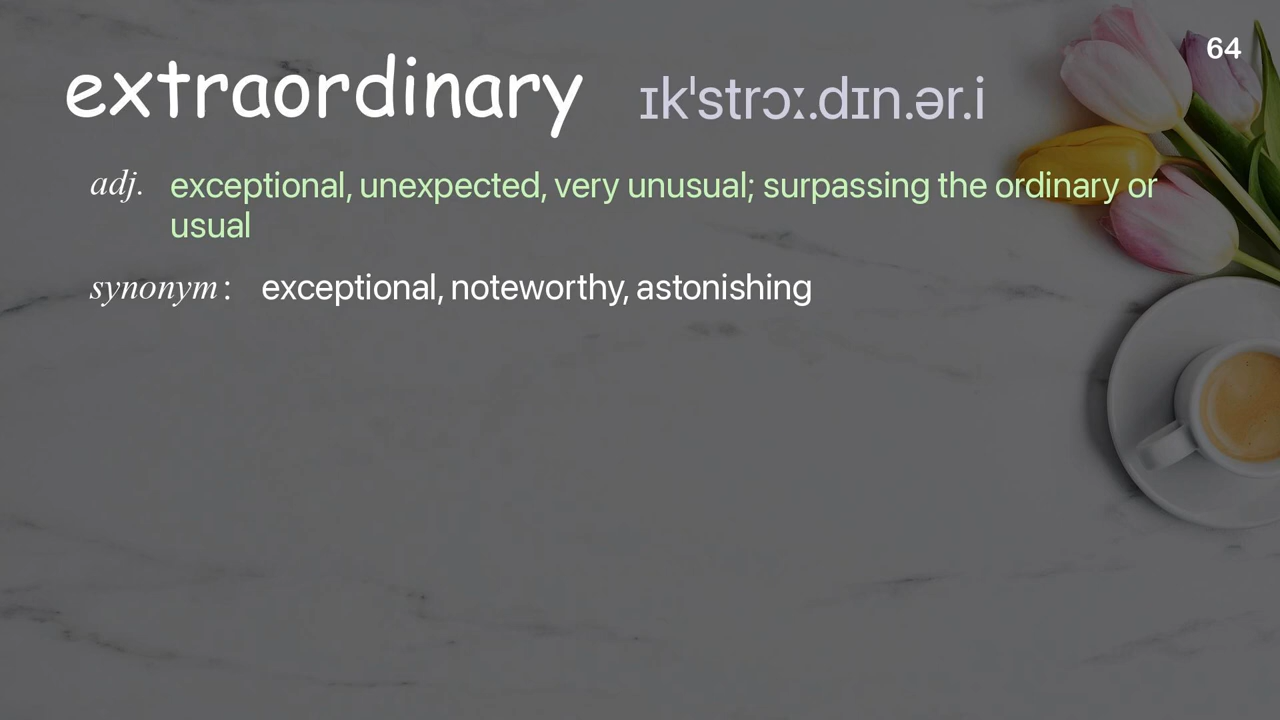 64
extraordinary ɪkˈstrɔː.dɪn.ər.i
adj. exceptional, unexpected, very unusual; surpassing the ordinary or
usual
synonym: exceptional, noteworthy, astonishing